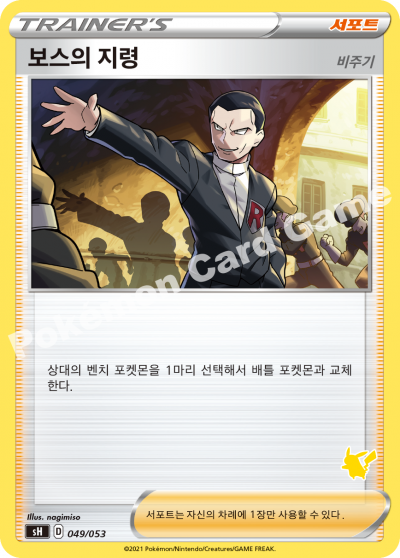 TRAINER'S
서포트
보스의 지령
비주기
R
Pokémon Card Game
상대의 벤치 포켓몬을 1마리 선택해서 배틀 포켓몬과 교체
한다.
Illus. nagimiso
sH D 049/053
서포트는 자신의 차례에 1장만 사용할 수 있다.
©2021 Pokémon/Nintendo/Creatures/GAME FREAK.